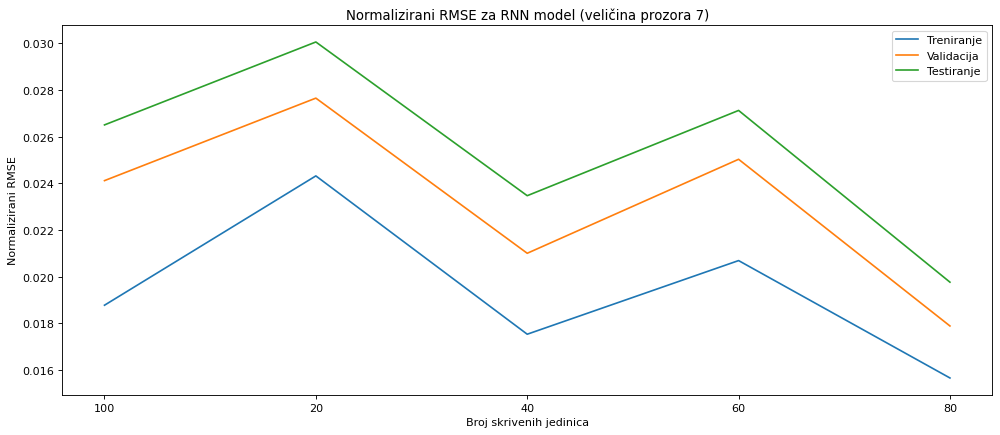 Normalizirani RMSE za RNN model (veličina prozora 7)
Treniranje
Validacija
Testiranje
Normalizirani RMSE
0.030
0.028
0.026
0.024
0.022
0.020
0.018
0.016
100 20 40 60 80
Broj skrivenih jedinica